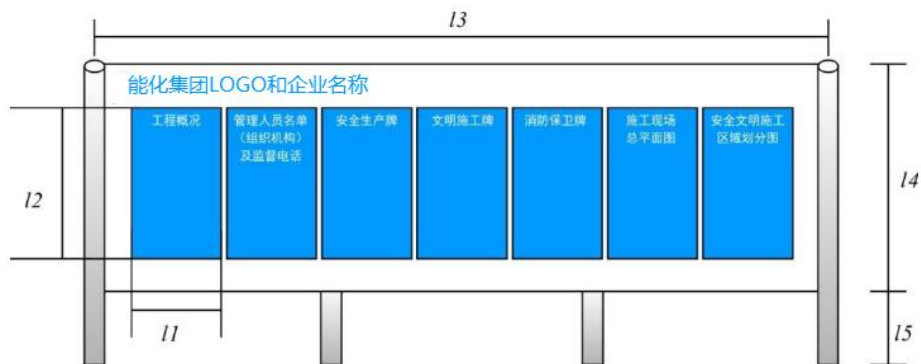 l3
能化集团LOGO和企业名称
工程概况
管理人员名单
（组织机构）
及监督电话
安全生产牌
文明施工牌
消防保卫牌
施工现场
总平面图
安全文明施工
区域划分图
l2
l4
l1
l5